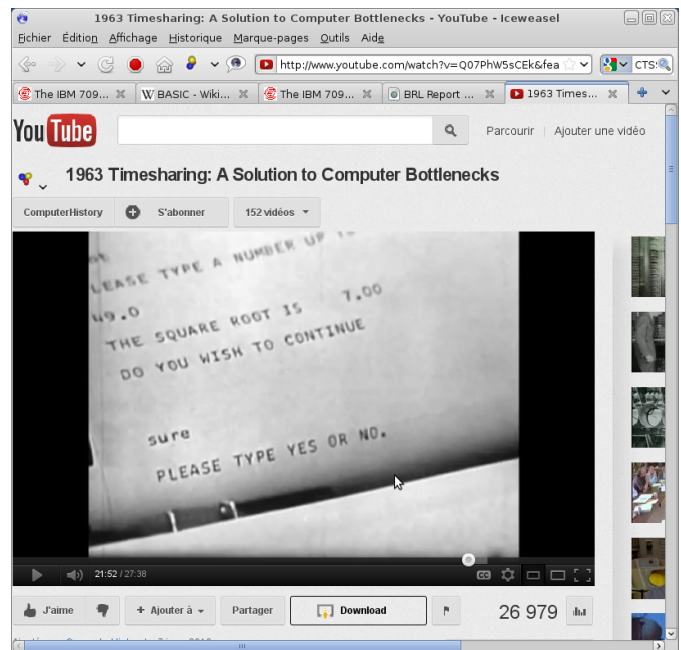 1963 Timesharing: A Solution to Computer Bottlenecks - YouTube - Iceweasel
Fichier Édition Affichage Historique Marque-pages Outils Aide
http://www.youtube.com/watch?v=Q07PhW5sCEk&fea
CTS:
The IBM 709... W BASIC - Wiki... The IBM 709... BRL Report ... 1963 Times...
YouTube
Parcourir | Ajouter une vidéo
1963 Timesharing: A Solution to Computer Bottlenecks
ComputerHistory S'abonner 152 vidéos
LEASE TYPE A NUMBER UP
49.0
THE SQUARE ROOT IS 7.00
DO YOU WISH TO CONTINUE
sure
PLEASE TYPE YES OR NO.
21:52 / 27:38
CC
J'aime + Ajouter à Partager Download 26 979